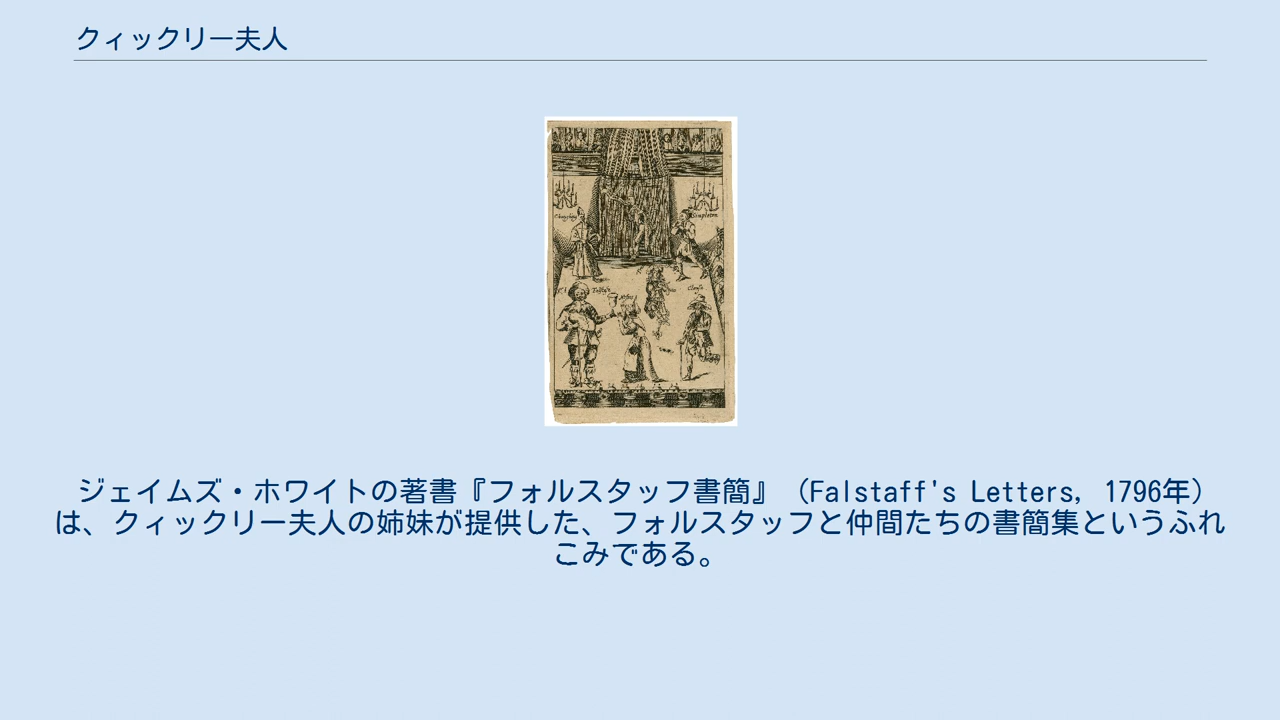 クィックリー夫人
Simpleton
Clause
ジェイムズ・ホワイトの著書『フォルスタッフ書簡』（Falstaff's Letters, 1796年）
は、クィックリー夫人の姉妹が提供した、フォルスタッフと仲間たちの書簡集というふれ
こみである。